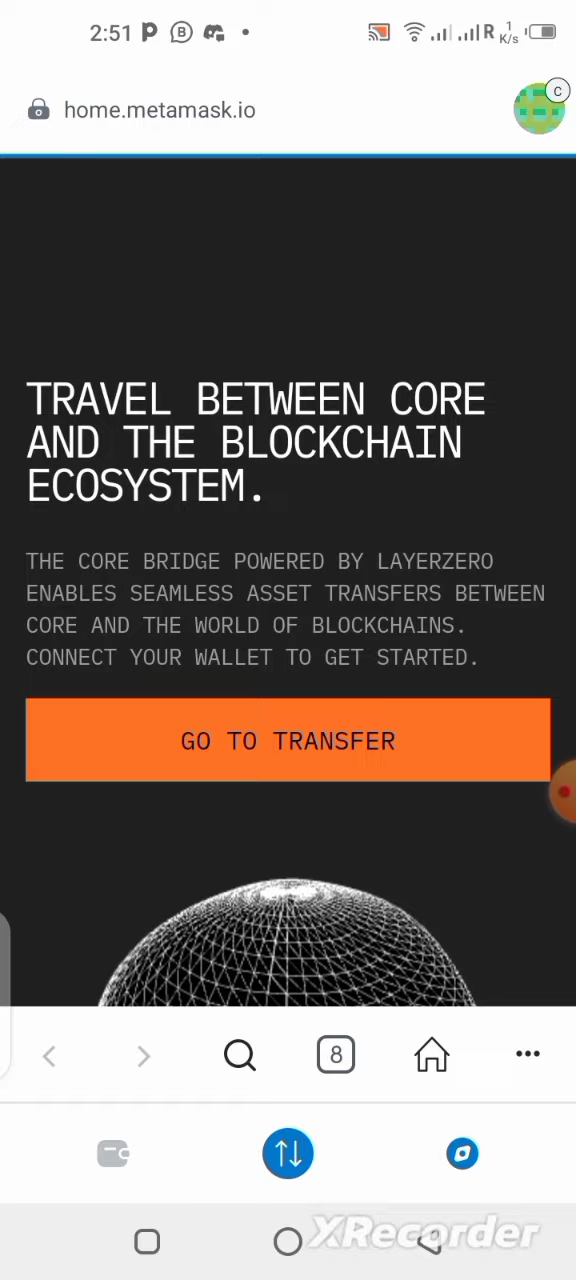 2:51
R
1
K/s
home.metamask.io
C
TRAVEL BETWEEN CORE
AND THE BLOCKCHAIN
ECOSYSTEM.
THE CORE BRIDGE POWERED BY LAYERZERO
ENABLES SEAMLESS ASSET TRANSFERS BETWEEN
CORE AND THE WORLD OF BLOCKCHAINS.
CONNECT YOUR WALLET TO GET STARTED.
GO TO TRANSFER
8
XRecorder